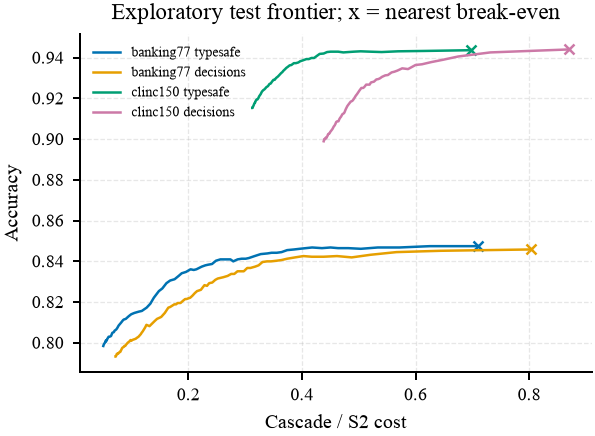 Exploratory test frontier; x = nearest break-even
banking77 typesafe
banking77 decisions
clinc150 typesafe
clinc150 decisions
Accuracy
0.94
0.92
0.90
0.88
0.86
0.84
0.82
0.80
0.2 0.4 0.6 0.8
Cascade / S2 cost